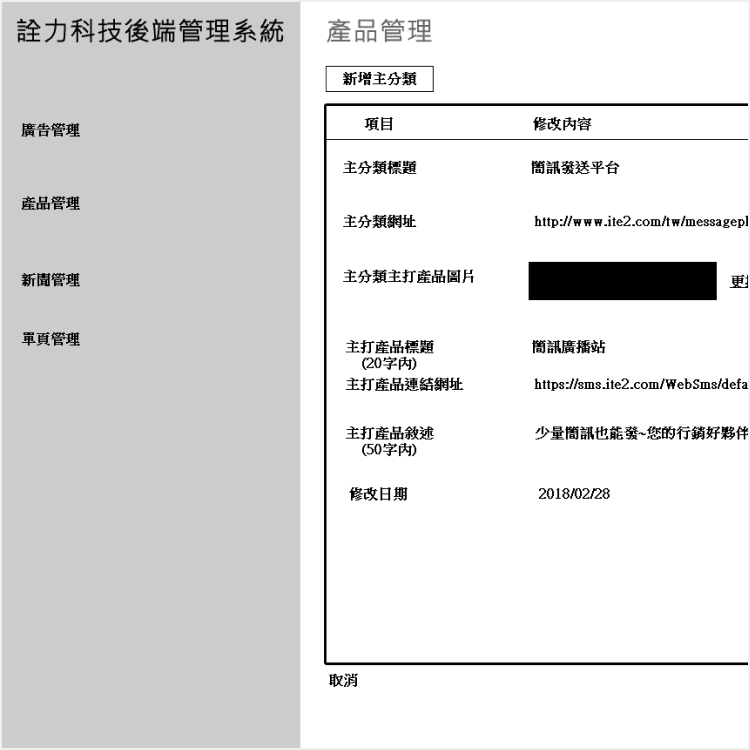 詮力科技後端管理系統
產品管理
新增主分類
廣告管理
產品管理
新聞管理
單頁管理
項目 修改內容
主分類標題 簡訊發送平台
主分類網址 http://www.ite2.com/tw/messagepl
主分類主打產品圖片 更換
主打產品標題 簡訊廣播站
(20字內)
主打產品連結網址 https://sms.ite2.com/WebSms/defa
主打產品敘述 少量簡訊也能發~您的行銷好夥伴
(50字內)
修改日期 2018/02/28
取消